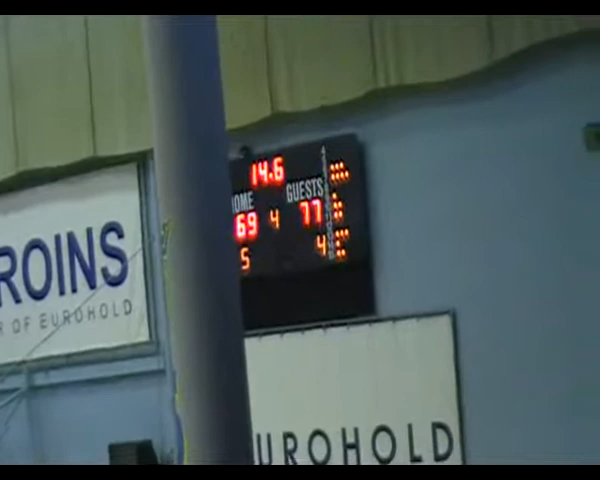 14.6
OME GUESTS
69 4 77
5 4
ROINS
R OF EUROHOLD
UROHOLD